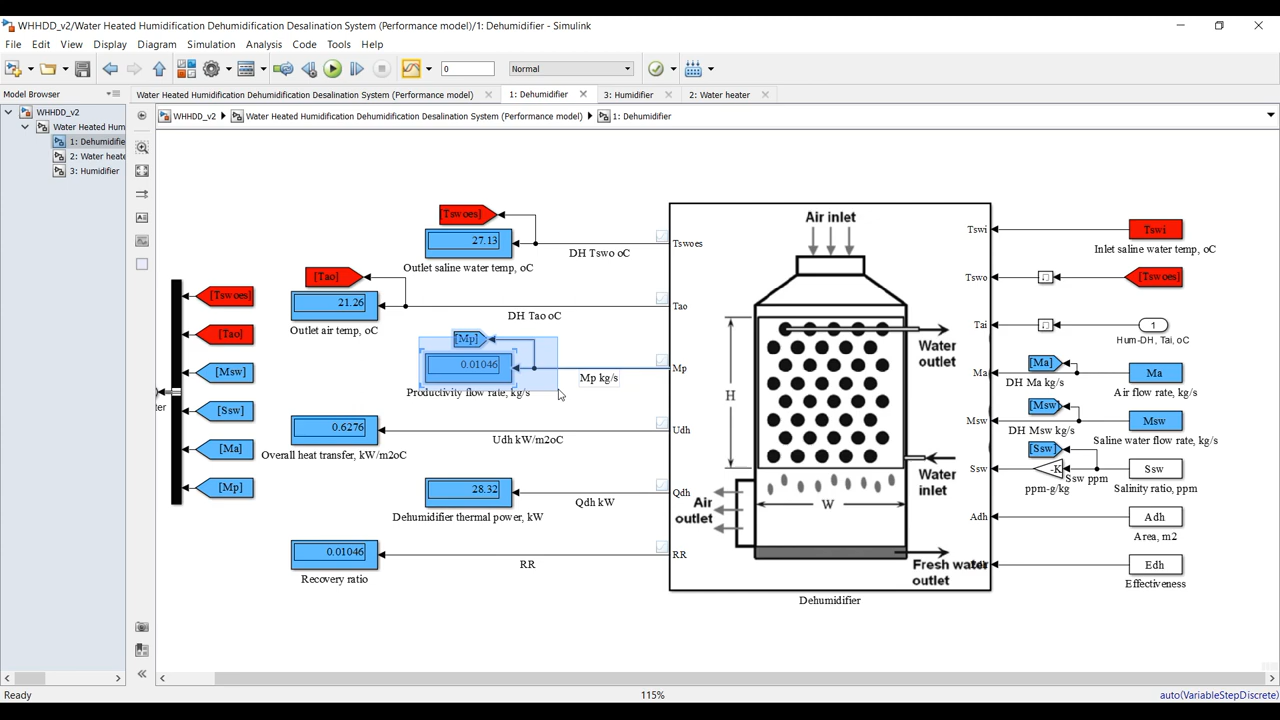 WHHDD_v2/Water Heated Humidification Dehumidification Desalination System (Performance model)/1: Dehumidifier - Simulink
File Edit View Display Diagram Simulation Analysis Code Tools Help
0
Normal
Model Browser
Water Heated Humidification Dehumidification Desalination System (Performance model)
1: Dehumidifier
3: Humidifier
2: Water heater
WHHDD_v2
Water Heated Hum
1: Dehumidifie
2: Water heate
3: Humidifier
WHHDD_v2
Water Heated Humidification Dehumidification Desalination System (Performance model)
1: Dehumidifier
[Tswoes]
27.13
Outlet saline water temp, oC
DH Tswo oC
Tswoes
[Tao]
21.26
Outlet air temp, oC
DH Tao oC
Tao
[Mp]
0.01046
Productivity flow rate, kg/s
Mp kg/s
Mp
0.6276
Overall heat transfer, kW/m2oC
Udh kW/m2oC
Udh
28.32
Dehumidifier thermal power, kW
Qdh kW
Qdh
0.01046
Recovery ratio
RR
RR
[Tswoes]
[Tao]
[Msw]
[Ssw]
[Ma]
[Mp]
ter
Air inlet
Water
outlet
H
Water
inlet
W
Air
outlet
Fresh water
outlet
Dehumidifier
Tswi
Tswi
Inlet saline water temp, oC
Tswo
[Tswoes]
Tai
1
Hum-DH, Tai, oC
Ma
[Ma]
DH Ma kg/s
Ma
Air flow rate, kg/s
Msw
[Msw]
DH Msw kg/s
Msw
Saline water flow rate, kg/s
Ssw
[Ssw]
-K
ppm-g/kg
Ssw ppm
Ssw
Salinity ratio, ppm
Adh
Adh
Area, m2
Edh
Effectiveness
Ready
115%
auto(VariableStepDiscrete)